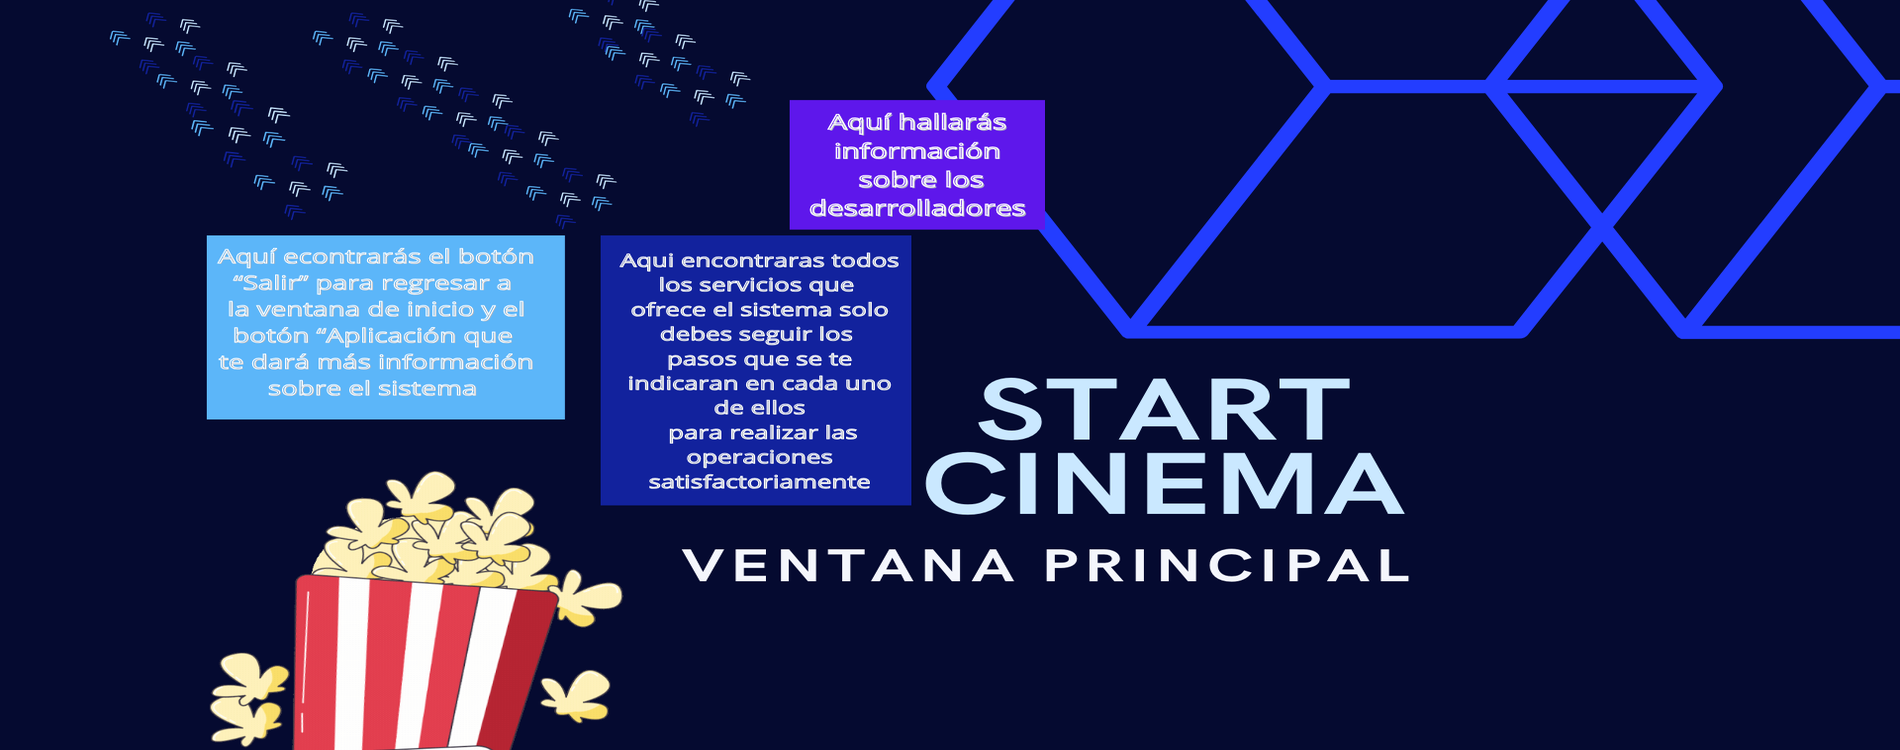 Aquí hallarás
información
sobre los
desarrolladores
Aquí econtrarás el botón
“Salir” para regresar a
la ventana de inicio y el
botón “Aplicación que
te dará más información
sobre el sistema
Aqui encontraras todos
los servicios que
ofrece el sistema solo
debes seguir los
pasos que se te
indicaran en cada uno
de ellos
para realizar las
operaciones
satisfactoriamente
START
CINEMA
VENTANA PRINCIPAL